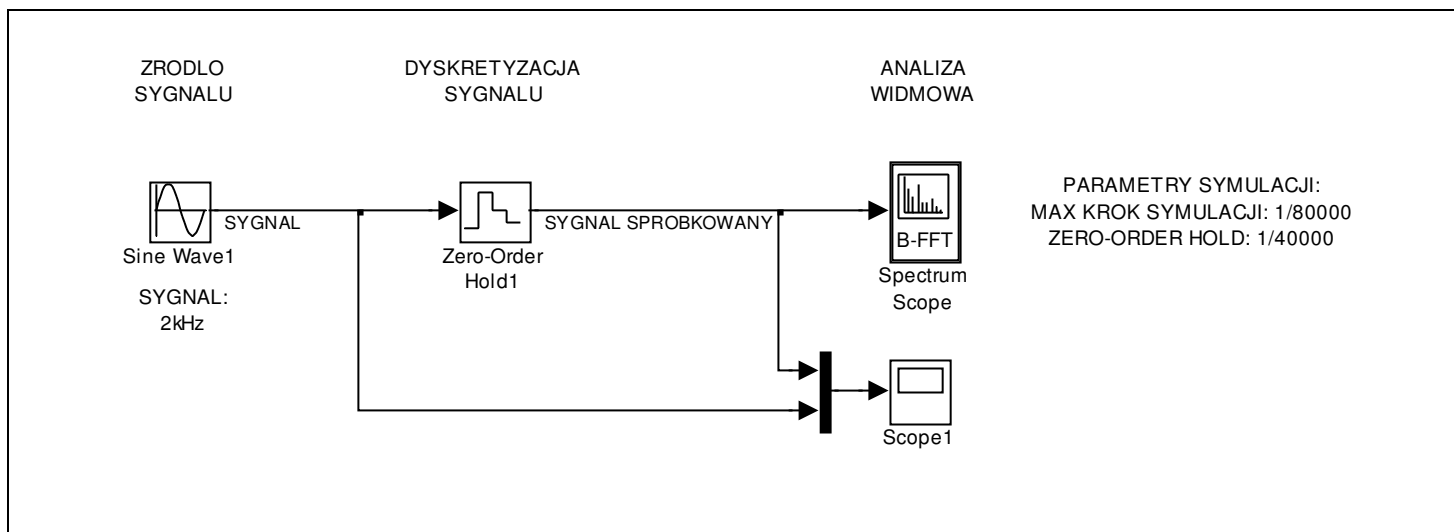 ZRODLO
SYGNALU
DYSKRETYZACJA
SYGNALU
ANALIZA
WIDMOWA
SYGNAL
Sine Wave1
SYGNAL:
2kHz
Zero-Order
Hold1
SYGNAL SPROBKOWANY
B-FFT
Spectrum
Scope
PARAMETRY SYMULACJI:
MAX KROK SYMULACJI: 1/80000
ZERO-ORDER HOLD: 1/40000
Scope1